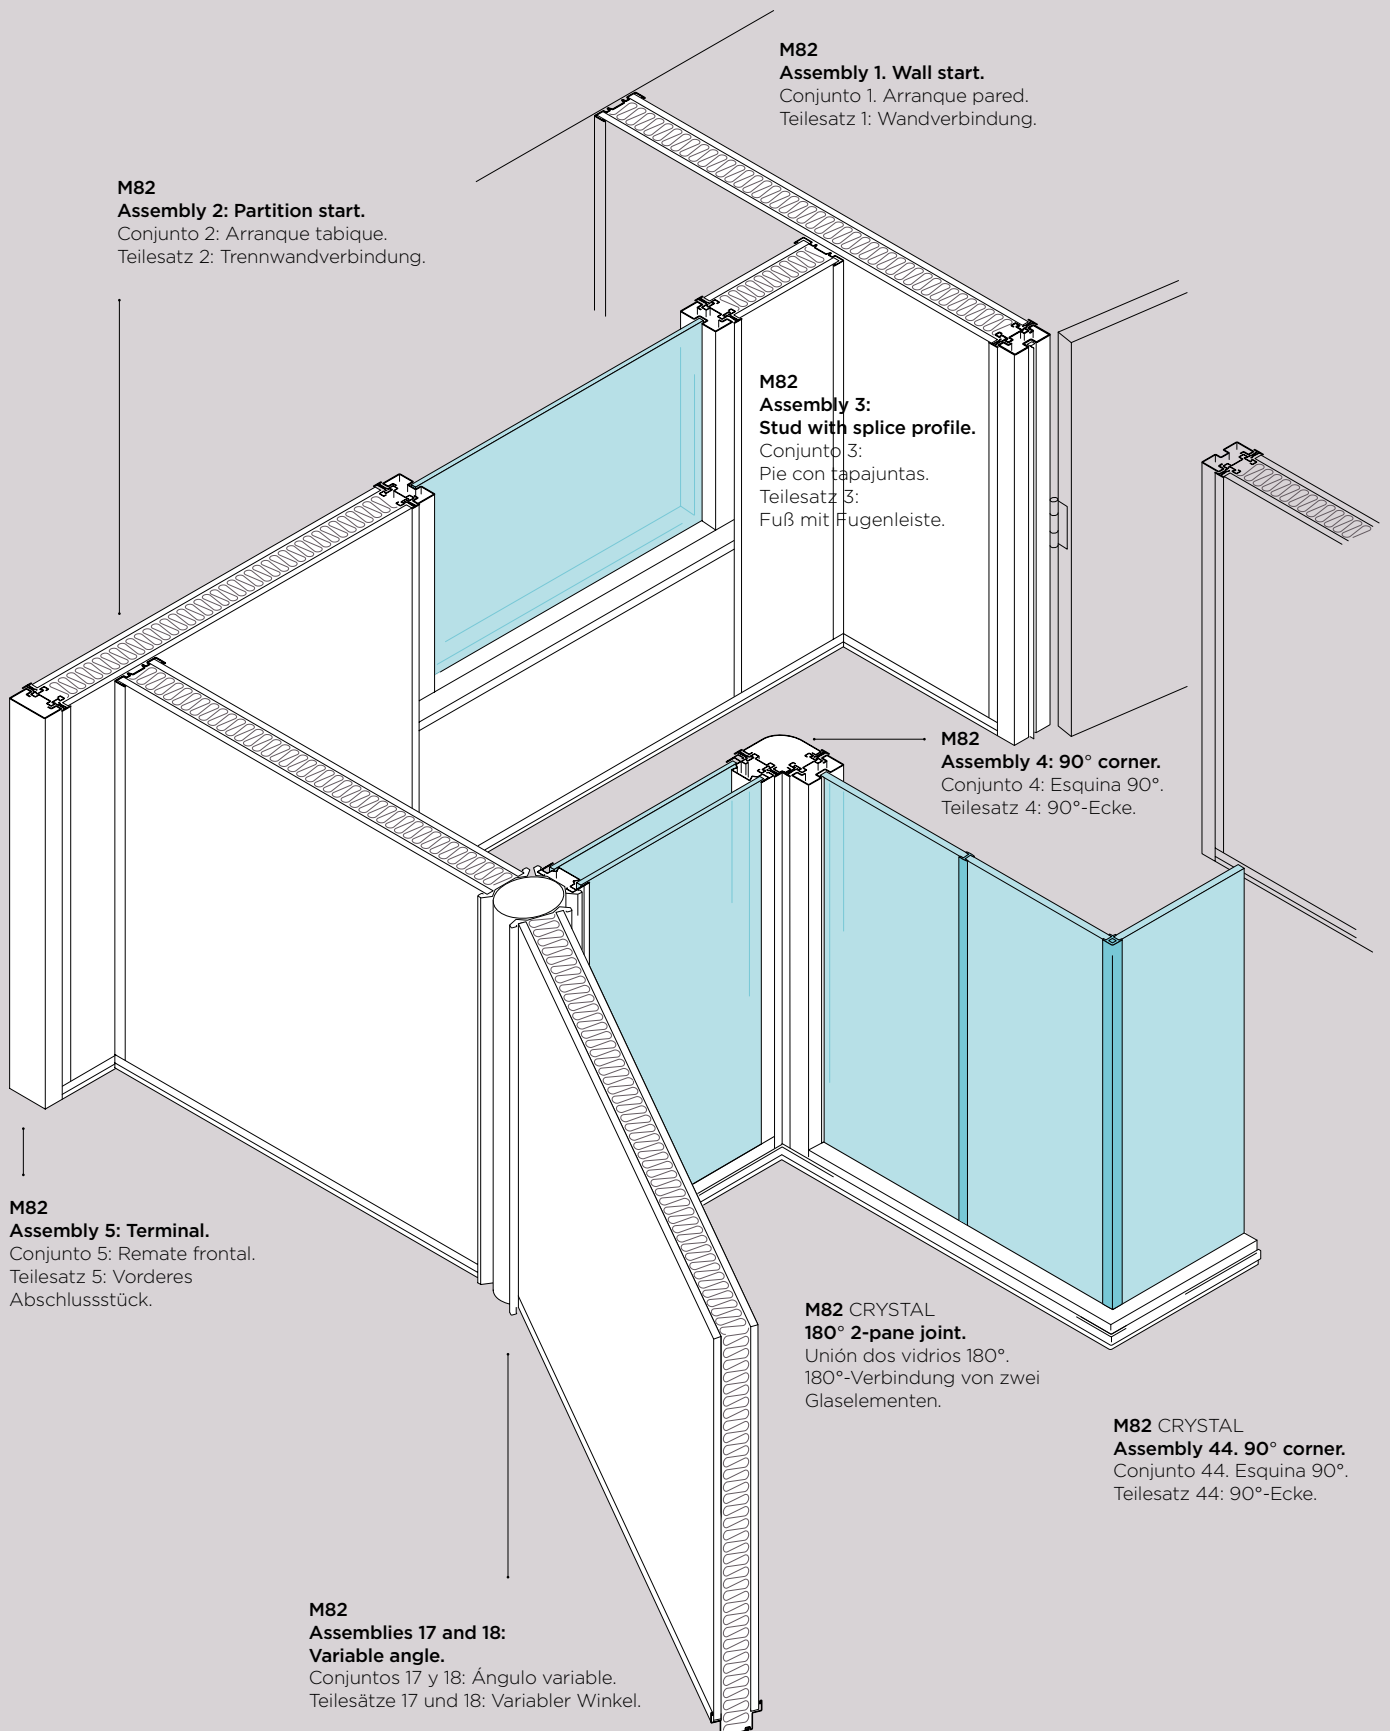 M82
Assembly 1. Wall start.
Conjunto 1. Arranque pared.
Teilesatz 1: Wandverbindung.
M82
Assembly 2: Partition start.
Conjunto 2: Arranque tabique.
Teilesatz 2: Trennwandverbindung.
M82
Assembly 3:
Stud with splice profile.
Conjunto 3:
Pie con tapajuntas.
Teilesatz 3:
Fuß mit Fugenleiste.
M82
Assembly 4: 90° corner.
Conjunto 4: Esquina 90°.
Teilesatz 4: 90°-Ecke.
M82
Assembly 5: Terminal.
Conjunto 5: Remate frontal.
Teilesatz 5: Vorderes
Abschlussstück.
M82 CRYSTAL
180° 2-pane joint.
Unión dos vidrios 180°.
180°-Verbindung von zwei
Glaselementen.
M82 CRYSTAL
Assembly 44. 90° corner.
Conjunto 44. Esquina 90°.
Teilesatz 44: 90°-Ecke.
M82
Assemblies 17 and 18:
Variable angle.
Conjuntos 17 y 18: Ángulo variable.
Teilesätze 17 und 18: Variabler Winkel.